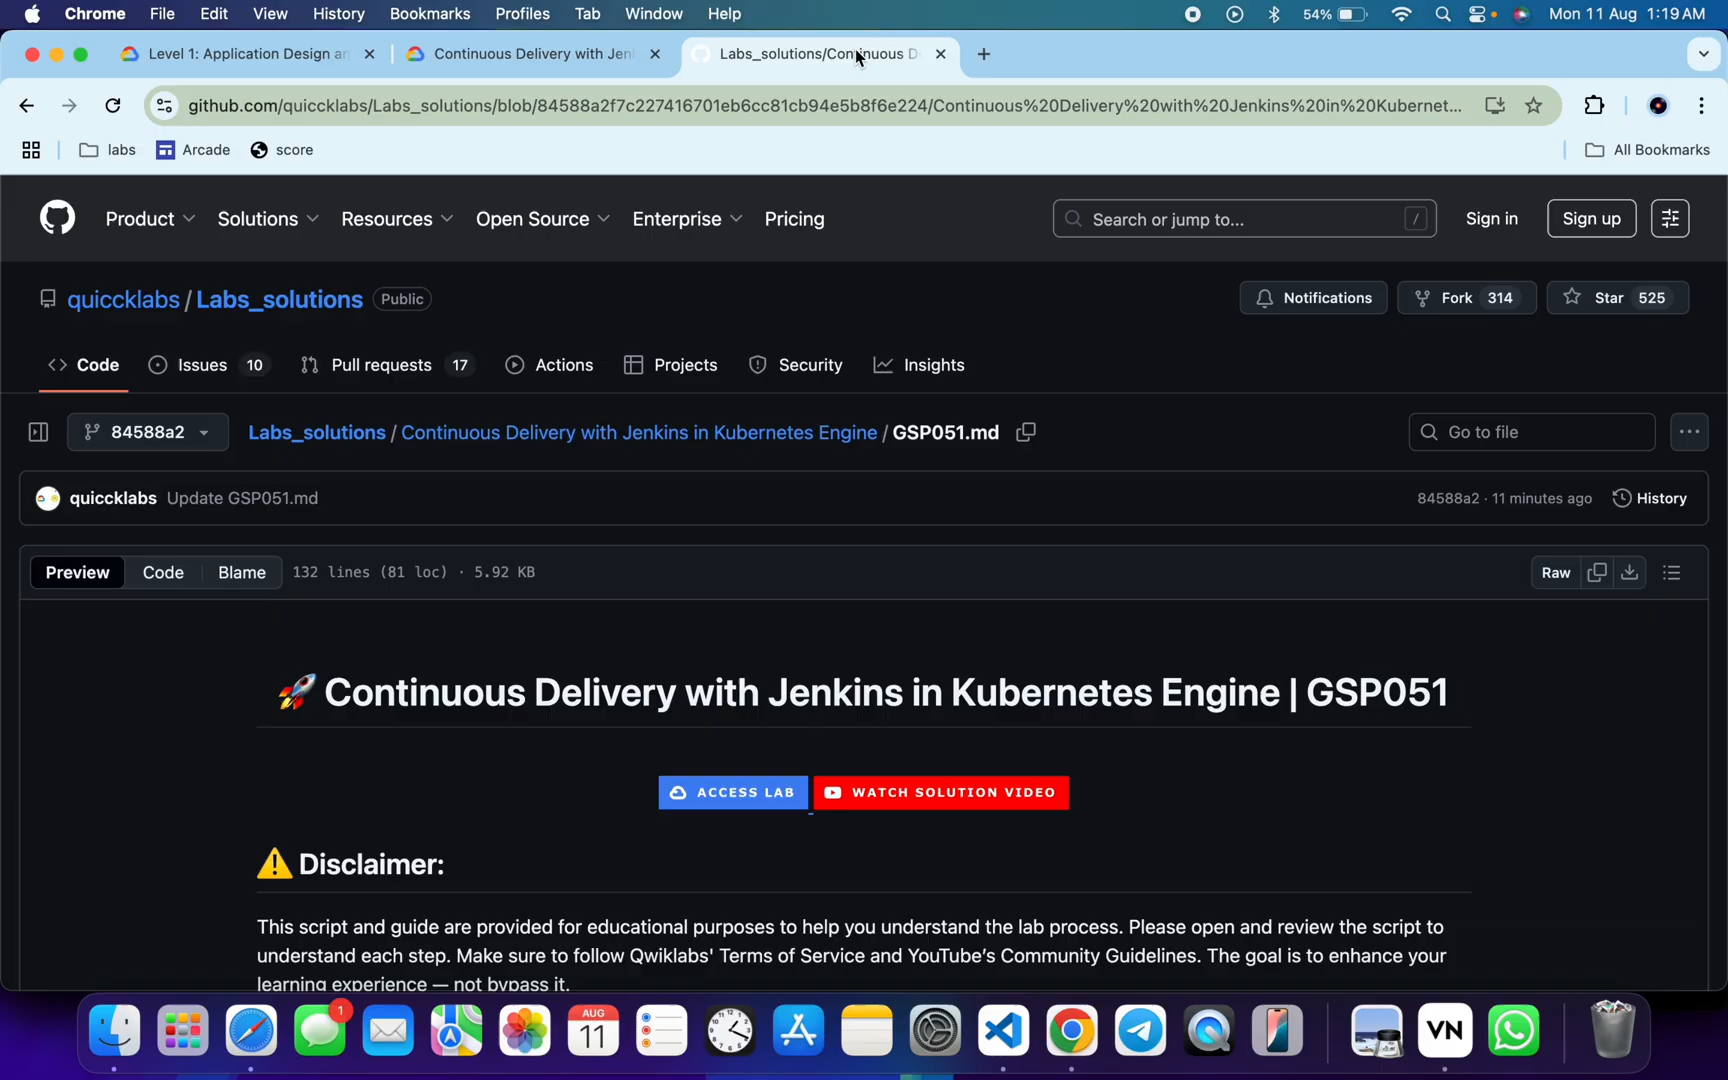 Chrome File Edit View History Bookmarks Profiles Tab Window Help 54% Mon 11 Aug 1:19 AM
Level 1: Application Design an Continuous Delivery with Jen Labs_solutions/Continuous D
github.com/quiccklabs/Labs_solutions/blob/84588a2f7c227416701eb6cc81cb94e5b8f6e224/Continuous%20Delivery%20with%20Jenkins%20in%20Kubernet...
labs Arcade score All Bookmarks
Product Solutions Resources Open Source Enterprise Pricing Search or jump to... / Sign in Sign up
quiccklabs / Labs_solutions Public Notifications Fork 314 Star 525
<> Code Issues 10 Pull requests 17 Actions Projects Security Insights
84588a2 Labs_solutions / Continuous Delivery with Jenkins in Kubernetes Engine / GSP051.md Go to file
quiccklabs Update GSP051.md 84588a2 · 11 minutes ago History
Preview Code Blame 132 lines (81 loc) · 5.92 KB Raw
🚀 Continuous Delivery with Jenkins in Kubernetes Engine | GSP051
ACCESS LAB WATCH SOLUTION VIDEO
⚠️ Disclaimer:
This script and guide are provided for educational purposes to help you understand the lab process. Please open and review the script to
understand each step. Make sure to follow Qwiklabs' Terms of Service and YouTube's Community Guidelines. The goal is to enhance your
learning experience — not bypass it.
1 AUG 11 VN